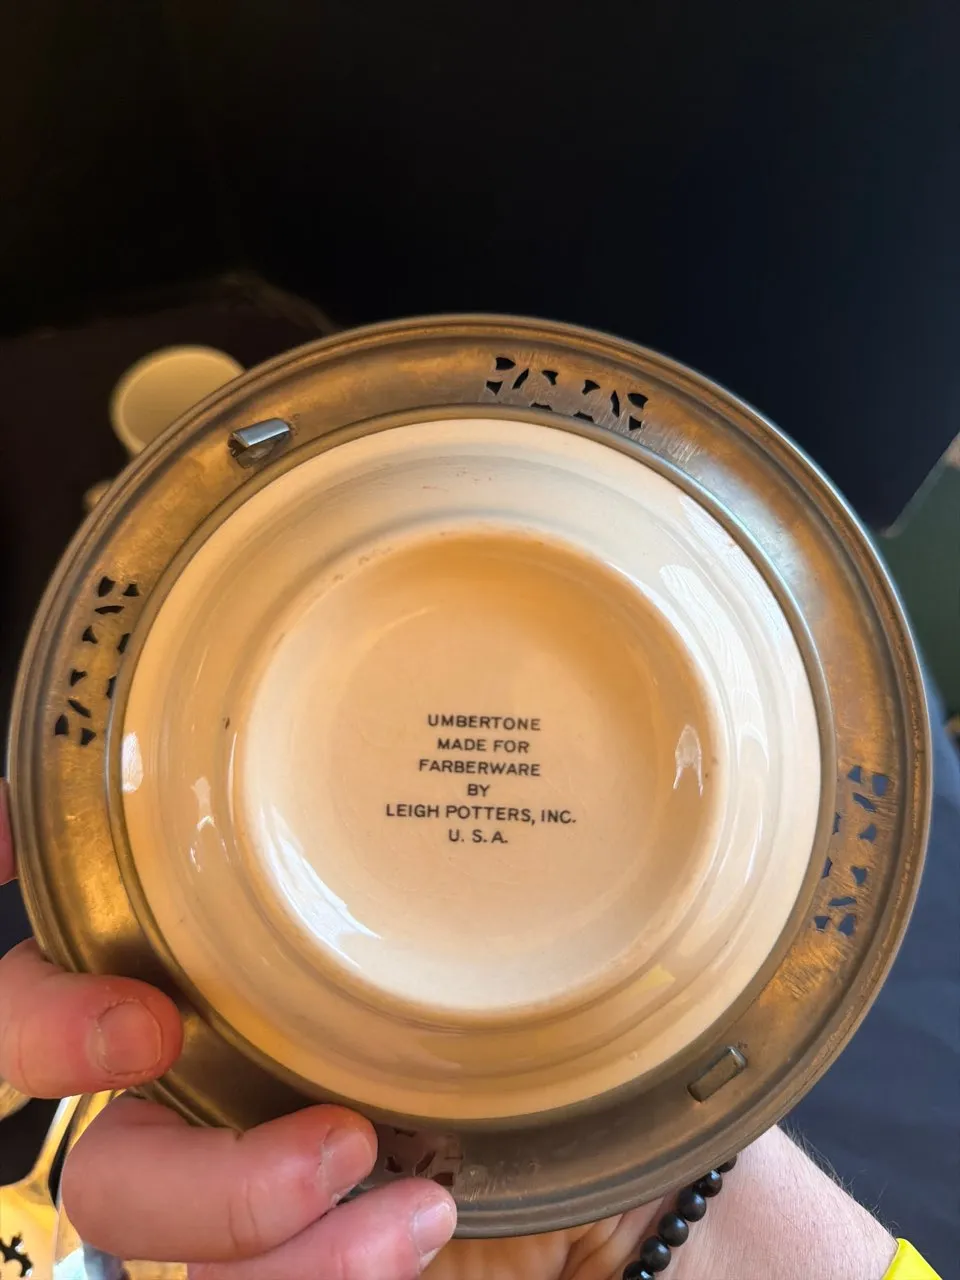 UMBERTONE
MADE FOR
FARBERWARE
BY
LEIGH POTTERS, INC.
U. S. A.